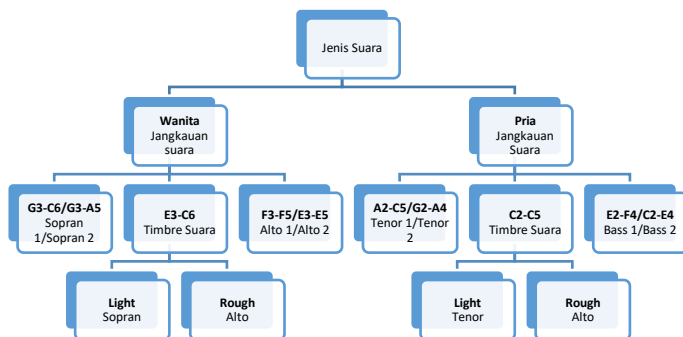 Jenis Suara
Wanita
Jangkauan
suara
Pria
Jangkauan
Suara
G3-C6/G3-A5
Sopran
1/Sopran 2
E3-C6
Timbre Suara
F3-F5/E3-E5
Alto 1/Alto 2
A2-C5/G2-A4
Tenor 1/Tenor
2
C2-C5
Timbre Suara
E2-F4/C2-E4
Bass 1/Bass 2
Light
Sopran
Rough
Alto
Light
Tenor
Rough
Alto